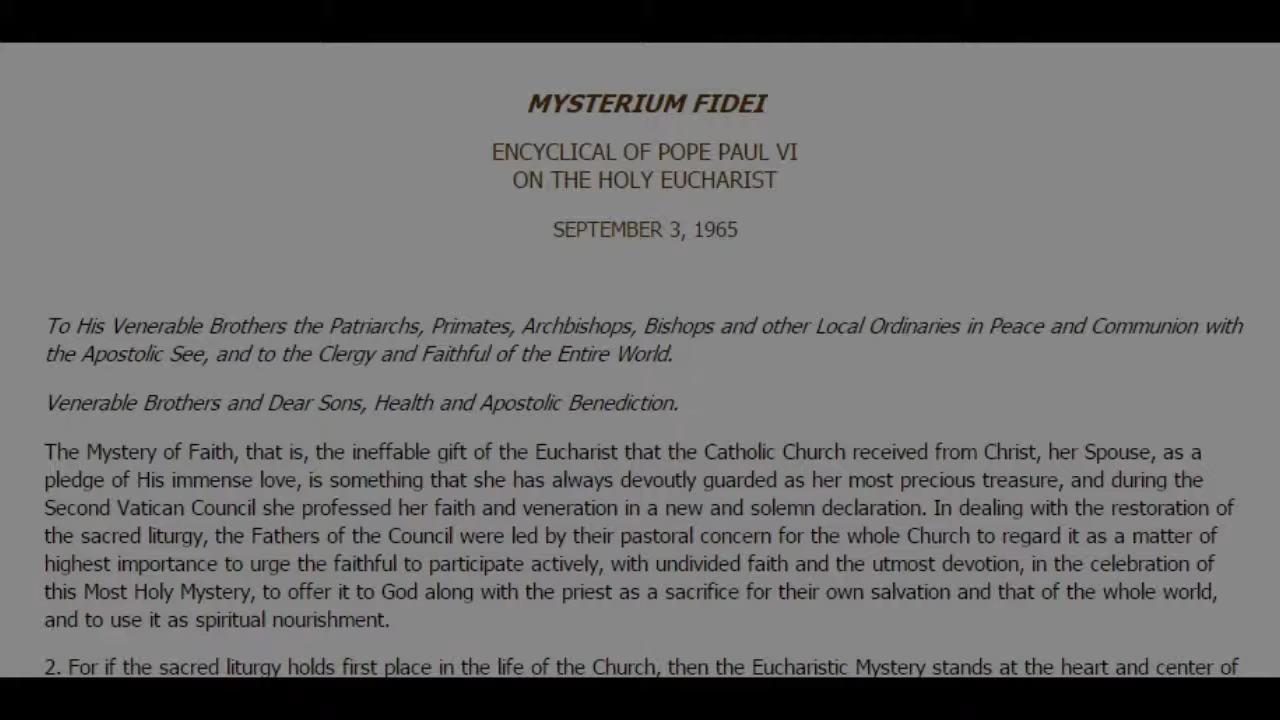 MYSTERIUM FIDEI
ENCYCLICAL OF POPE PAUL VI
ON THE HOLY EUCHARIST
SEPTEMBER 3, 1965
To His Venerable Brothers the Patriarchs, Primates, Archbishops, Bishops and other Local Ordinaries in Peace and Communion with
the Apostolic See, and to the Clergy and Faithful of the Entire World.
Venerable Brothers and Dear Sons, Health and Apostolic Benediction.
The Mystery of Faith, that is, the ineffable gift of the Eucharist that the Catholic Church received from Christ, her Spouse, as a
pledge of His immense love, is something that she has always devoutly guarded as her most precious treasure, and during the
Second Vatican Council she professed her faith and veneration in a new and solemn declaration. In dealing with the restoration of
the sacred liturgy, the Fathers of the Council were led by their pastoral concern for the whole Church to regard it as a matter of
highest importance to urge the faithful to participate actively, with undivided faith and the utmost devotion, in the celebration of
this Most Holy Mystery, to offer it to God along with the priest as a sacrifice for their own salvation and that of the whole world,
and to use it as spiritual nourishment.
2. For if the sacred liturgy holds first place in the life of the Church, then the Eucharistic Mystery stands at the heart and center of